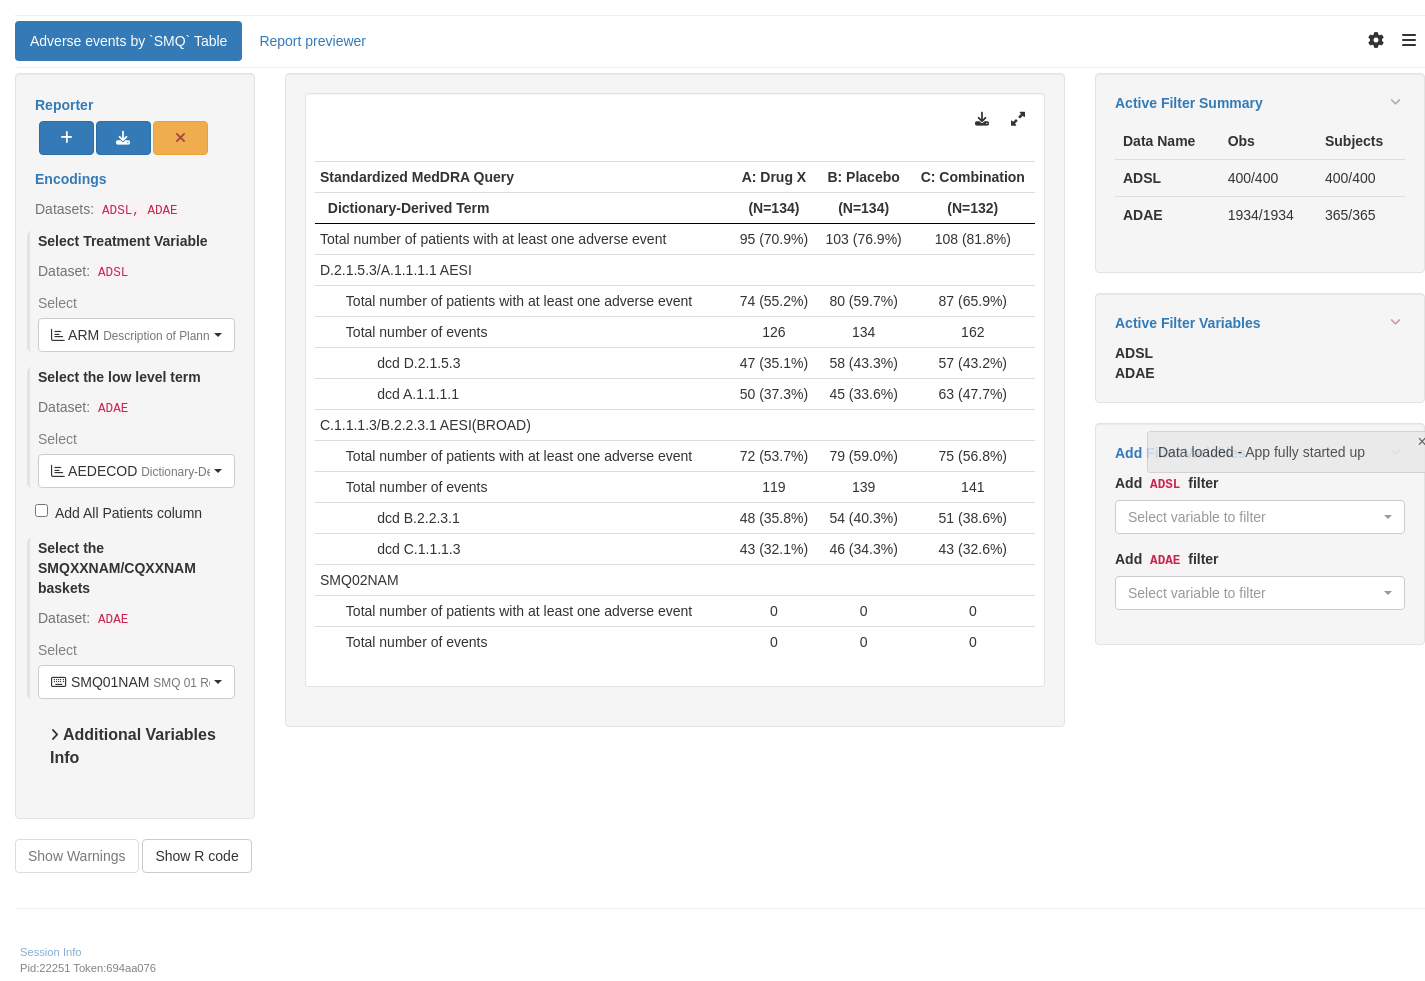 Adverse events by `SMQ` Table
Report previewer
Reporter
Encodings
Datasets: ADSL, ADAE
Select Treatment Variable
Dataset: ADSL
Select
ARM Description of Plann
Select the low level term
Dataset: ADAE
Select
AEDECOD Dictionary-De
Add All Patients column
Select the
SMQXXNAM/CQXXNAM
baskets
Dataset: ADAE
Select
SMQ01NAM SMQ 01 R
Additional Variables
Info
Show Warnings
Show R code
Standardized MedDRA Query A: Drug X B: Placebo C: Combination
Dictionary-Derived Term (N=134) (N=134) (N=132)
Total number of patients with at least one adverse event 95 (70.9%) 103 (76.9%) 108 (81.8%)
D.2.1.5.3/A.1.1.1.1 AESI
Total number of patients with at least one adverse event 74 (55.2%) 80 (59.7%) 87 (65.9%)
Total number of events 126 134 162
dcd D.2.1.5.3 47 (35.1%) 58 (43.3%) 57 (43.2%)
dcd A.1.1.1.1 50 (37.3%) 45 (33.6%) 63 (47.7%)
C.1.1.1.3/B.2.2.3.1 AESI(BROAD)
Total number of patients with at least one adverse event 72 (53.7%) 79 (59.0%) 75 (56.8%)
Total number of events 119 139 141
dcd B.2.2.3.1 48 (35.8%) 54 (40.3%) 51 (38.6%)
dcd C.1.1.1.3 43 (32.1%) 46 (34.3%) 43 (32.6%)
SMQ02NAM
Total number of patients with at least one adverse event 0 0 0
Total number of events 0 0 0
Active Filter Summary
Data Name Obs Subjects
ADSL 400/400 400/400
ADAE 1934/1934 365/365
Active Filter Variables
ADSL
ADAE
Add
Data loaded - App fully started up
Add ADSL filter
Select variable to filter
Add ADAE filter
Select variable to filter
Session Info
Pid:22251 Token:694aa076